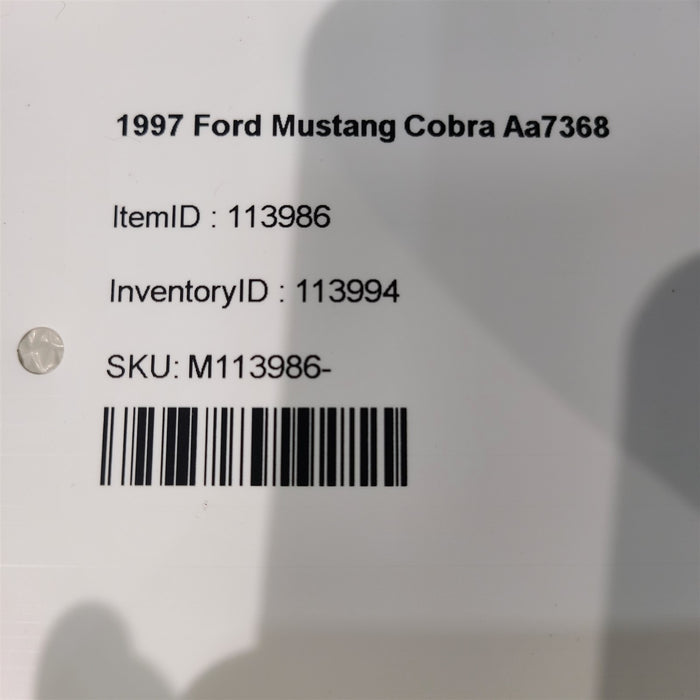 1997 Ford Mustang Cobra Aa7368
ItemID : 113986
InventoryID : 113994
SKU: M113986-